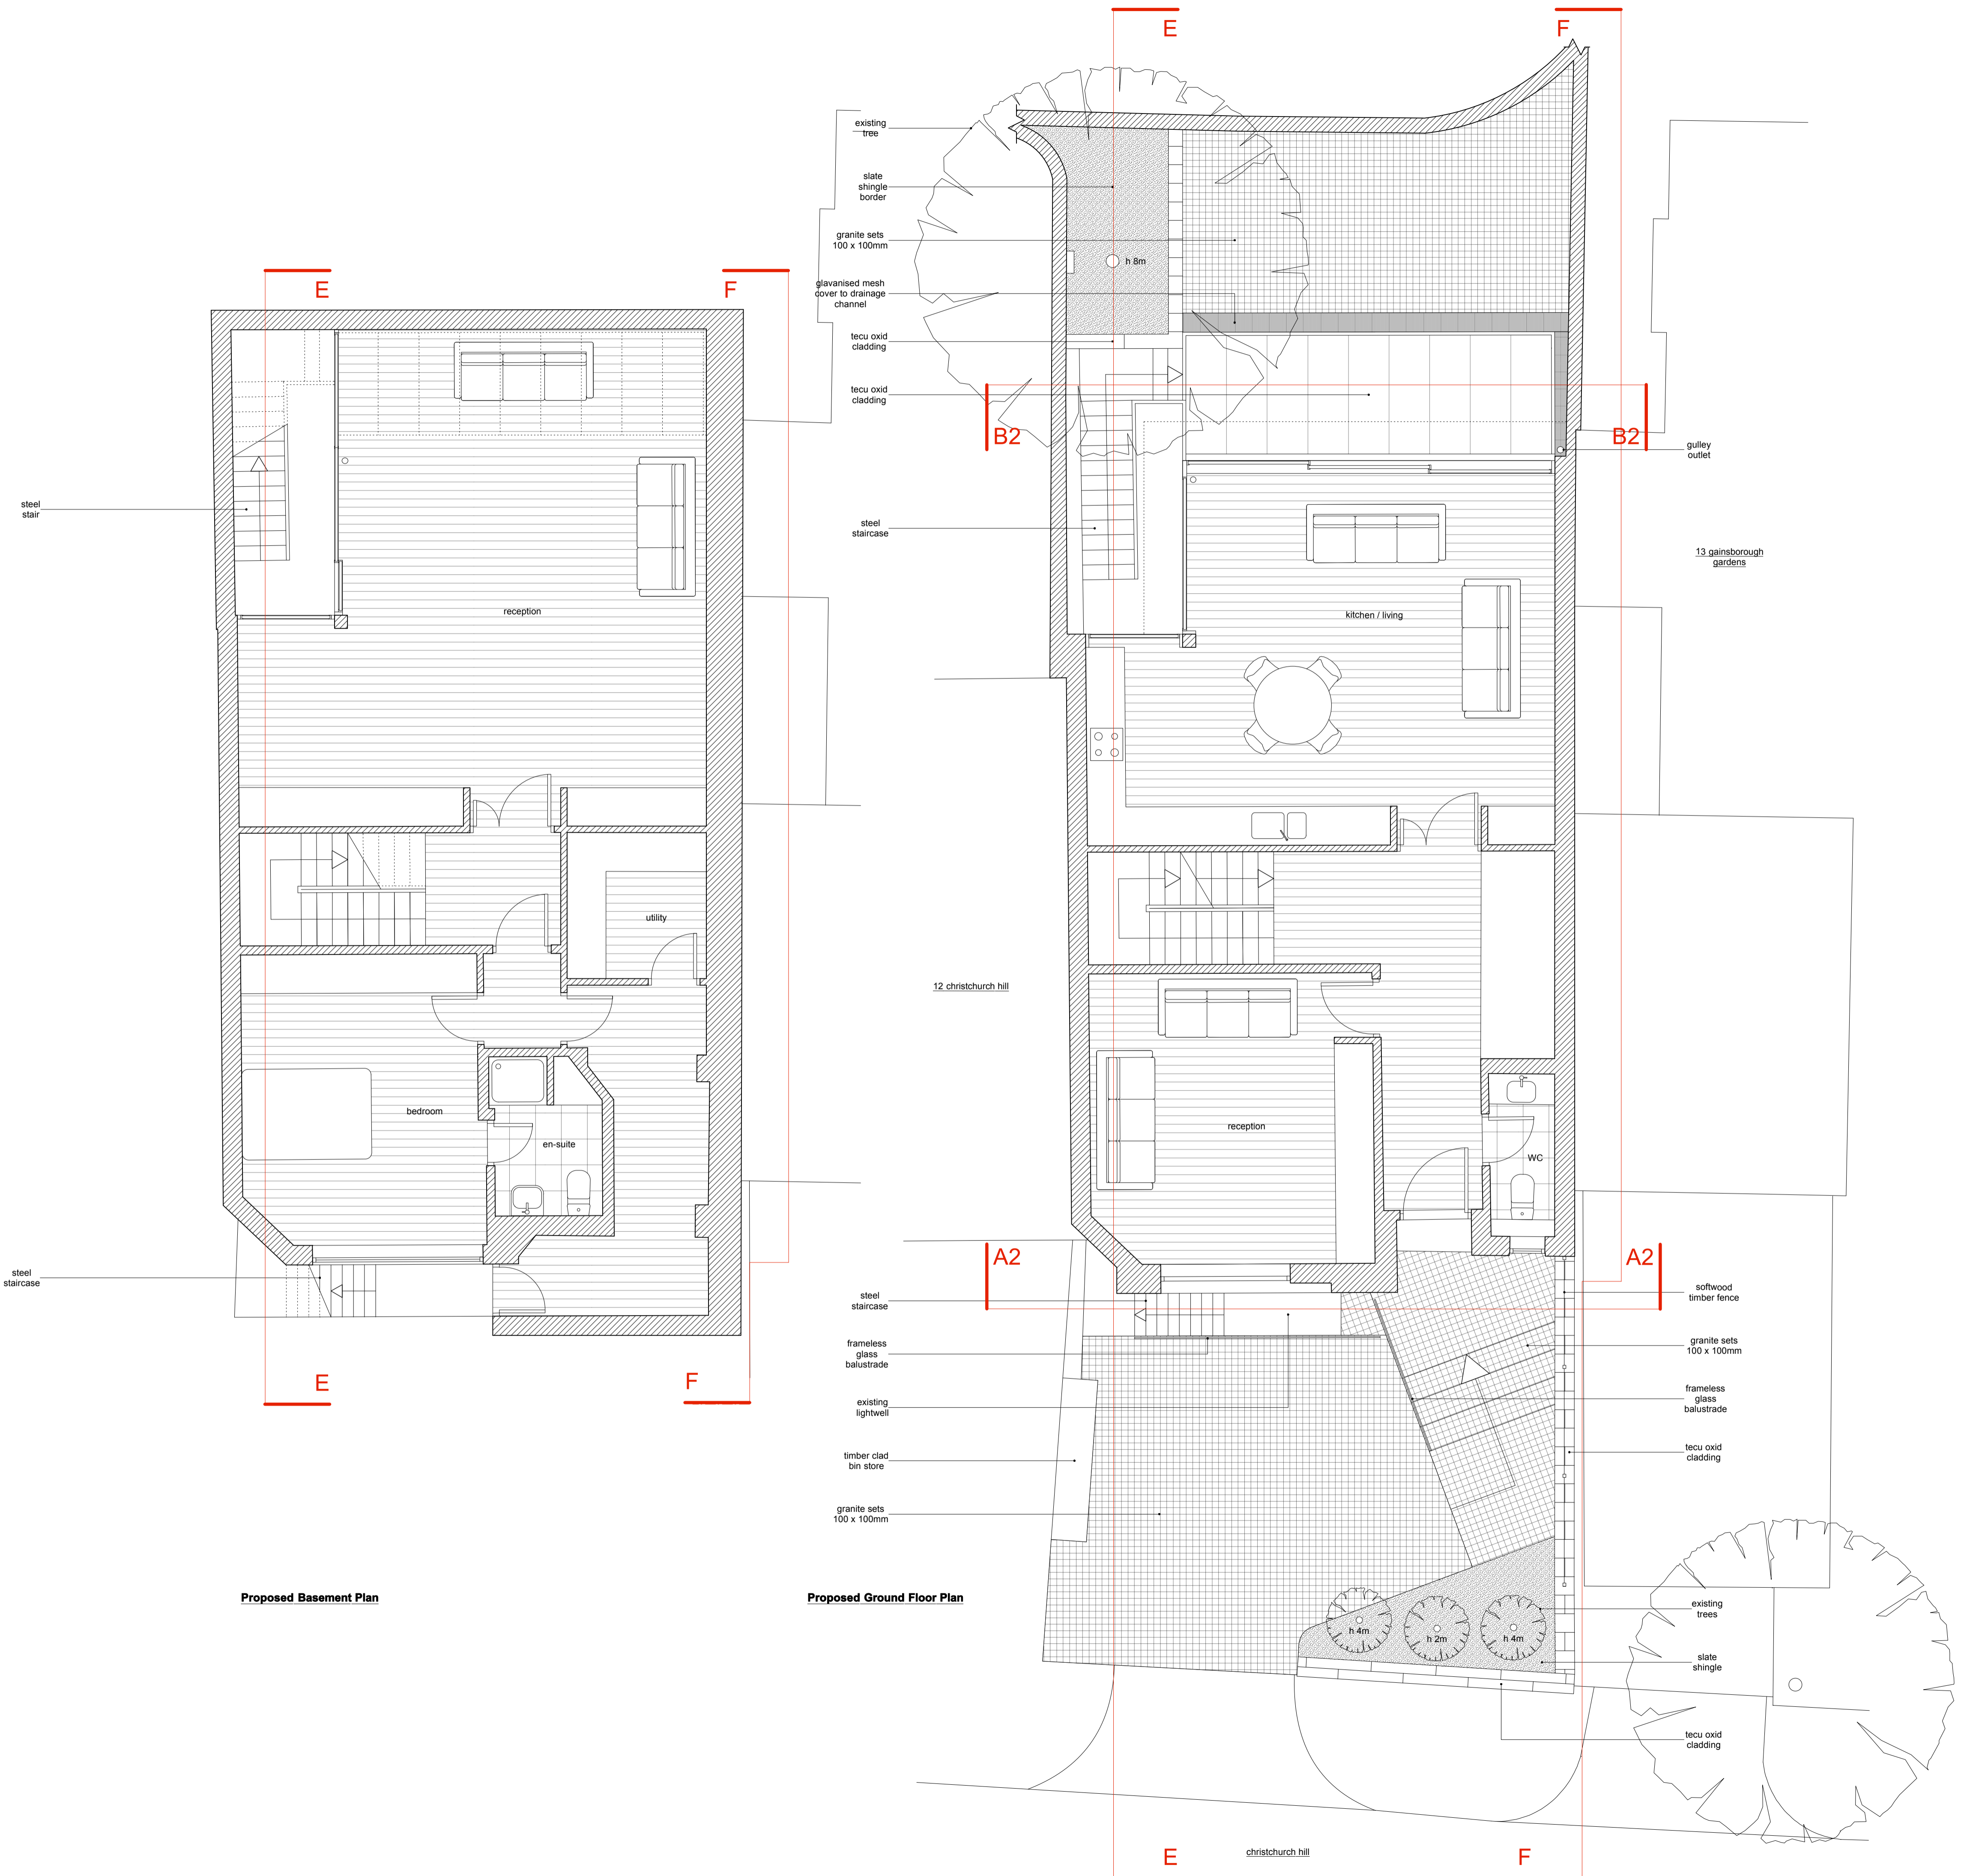 E
F
existing
tree
slate
shingle
border
granite sets
100 x 100mm
h 8m
glavanised mesh
cover to drainage
channel
tecu oxid
cladding
tecu oxid
cladding
B2
B2
gulley
outlet
steel
staircase
kitchen / living
13 gainsborough
gardens
12 christchurch hill
reception
WC
A2
A2
steel
staircase
softwood
timber fence
frameless
glass
balustrade
granite sets
100 x 100mm
existing
lightwell
frameless
glass
balustrade
timber clad
bin store
tecu oxid
cladding
granite sets
100 x 100mm
h 4m
h 2m
h 4m
existing
trees
slate
shingle
tecu oxid
cladding
Proposed Ground Floor Plan
E
F
christchurch hill
E
F
steel
stair
reception
utility
bedroom
en-suite
steel
staircase
E
F
Proposed Basement Plan